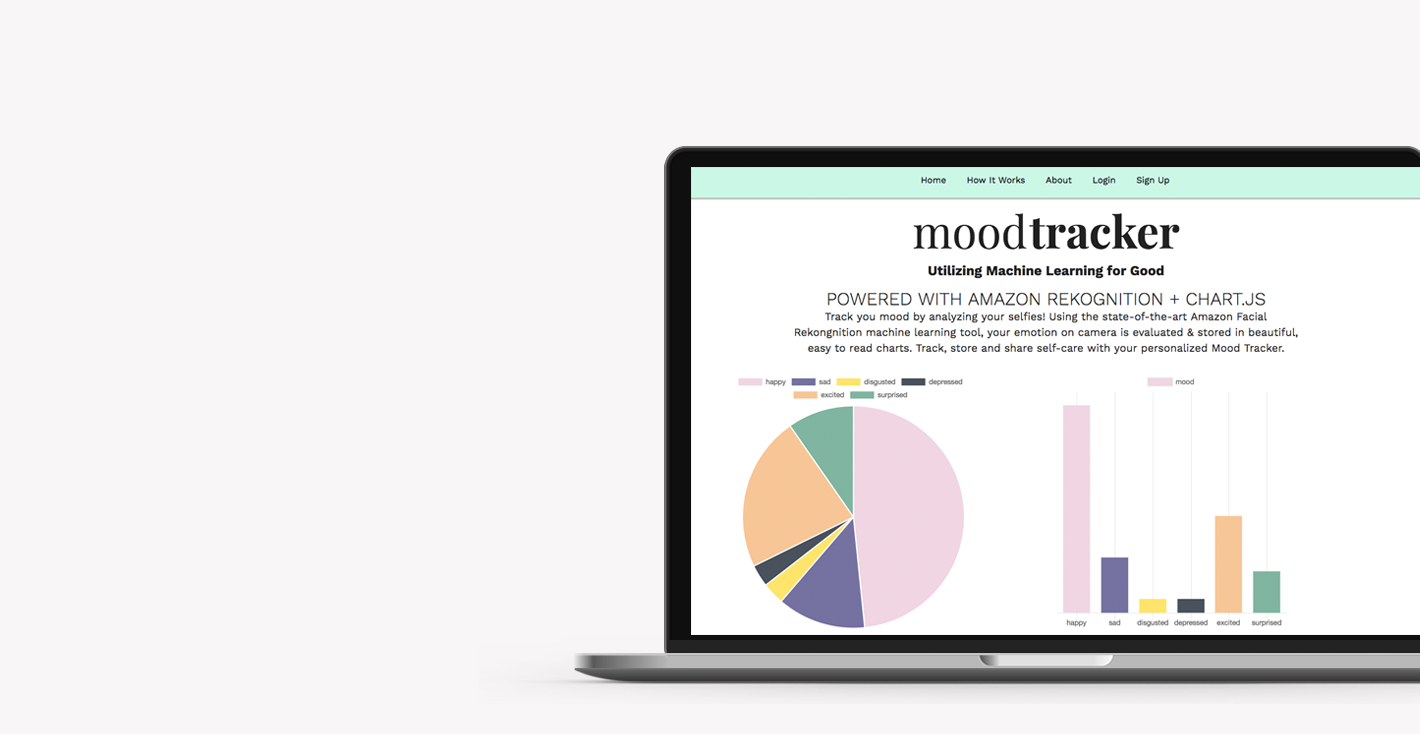 Home How It Works About Login Sign Up
moodtracker
Utilizing Machine Learning for Good
POWERED WITH AMAZON REKOGNITION + CHART.JS
Track you mood by analyzing your selfies! Using the state-of-the-art Amazon Facial
Rekongnition machine learning tool, your emotion on camera is evaluated & stored in beautiful,
easy to read charts. Track, store and share self-care with your personalized Mood Tracker.
happy sad disgusted depressed
excited surprised
mood
happy sad disgusted depressed excited surprised